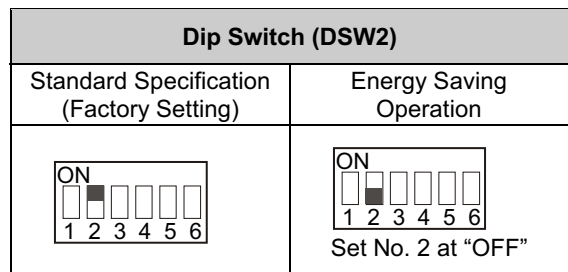 Dip Switch (DSW2)
Standard Specification
(Factory Setting)
Energy Saving
Operation
ON
1 2 3 4 5 6
ON
1 2 3 4 5 6
Set No. 2 at “OFF”